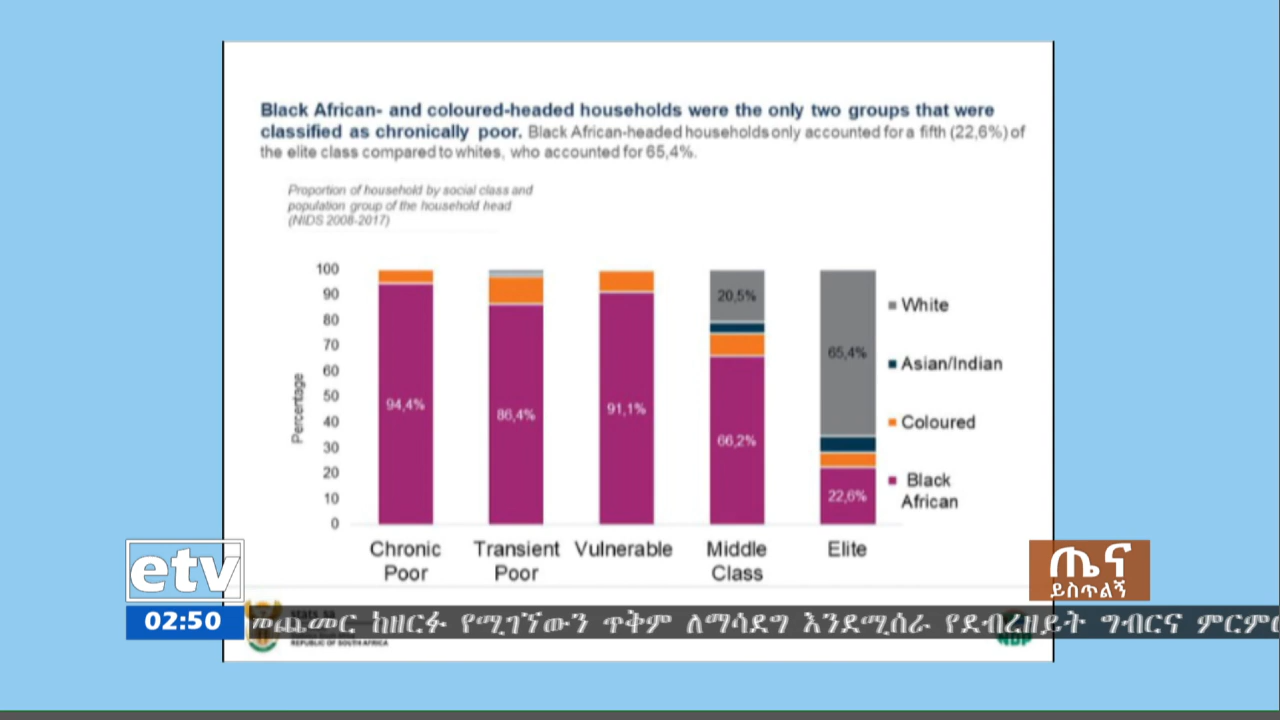 Black African- and coloured-headed households were the only two groups that were
classified as chronically poor. Black African-headed households only accounted for a fifth (22,6%) of
the elite class compared to whites, who accounted for 65,4%.
Proportion of household by social class and
population group of the household head
(NIDS 2008-2017)
Percentage
100
90
80
70
60
50
40
30
20
10
0
94,4%
86,4%
91,1%
20,5%
66,2%
65,4%
22,6%
White
Asian/Indian
Coloured
Black
African
Chronic
Poor
Transient
Poor
Vulnerable
Middle
Class
Elite
etv
02:50
ጤና
ይስጥልኝ
stats sa
መጨመር ከዘርፉ የሚገኘውን ጥቅም ለማሳደግ እንደሚሰራ የደብረዘይት ግብርና ምርምር
REPUBLIC OF SOUTH AFRICA
NDP